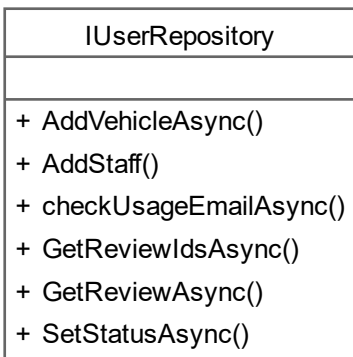 IUserRepository
+ AddVehicleAsync()
+ AddStaff()
+ checkUsageEmailAsync()
+ GetReviewIdsAsync()
+ GetReviewAsync()
+ SetStatusAsync()